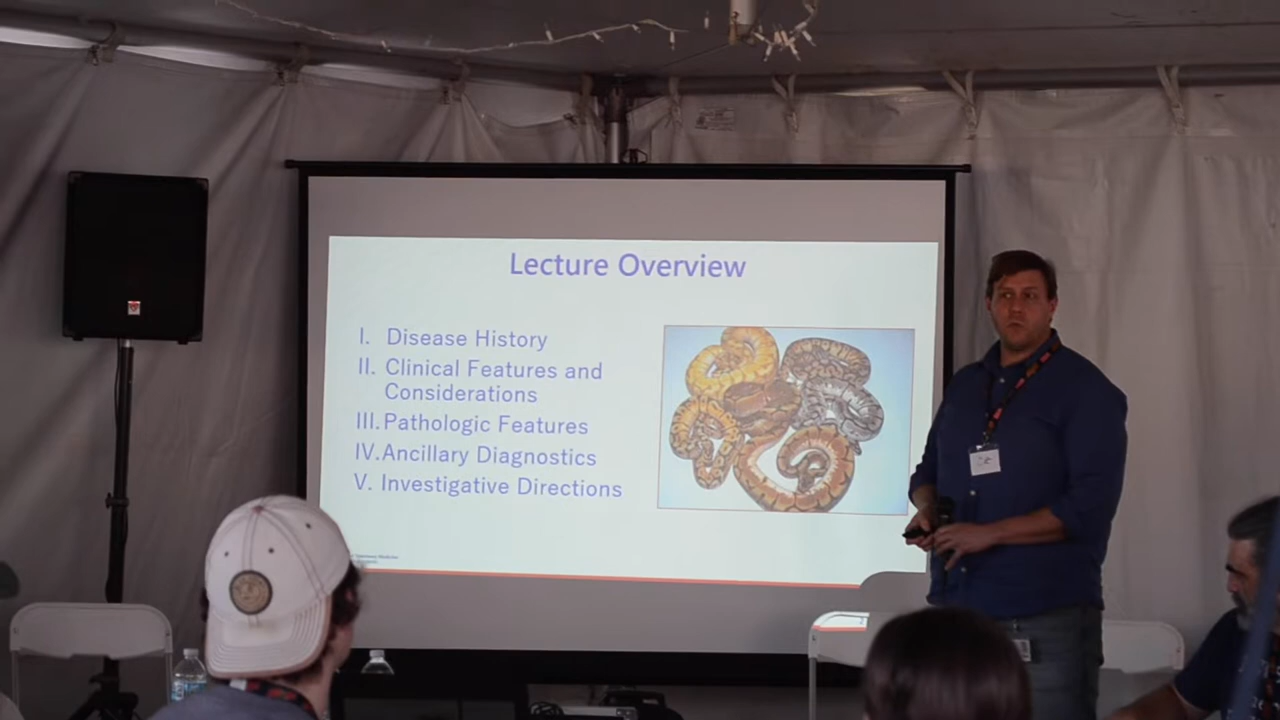 Lecture Overview
I. Disease History
II. Clinical Features and
Considerations
III. Pathologic Features
IV. Ancillary Diagnostics
V. Investigative Directions